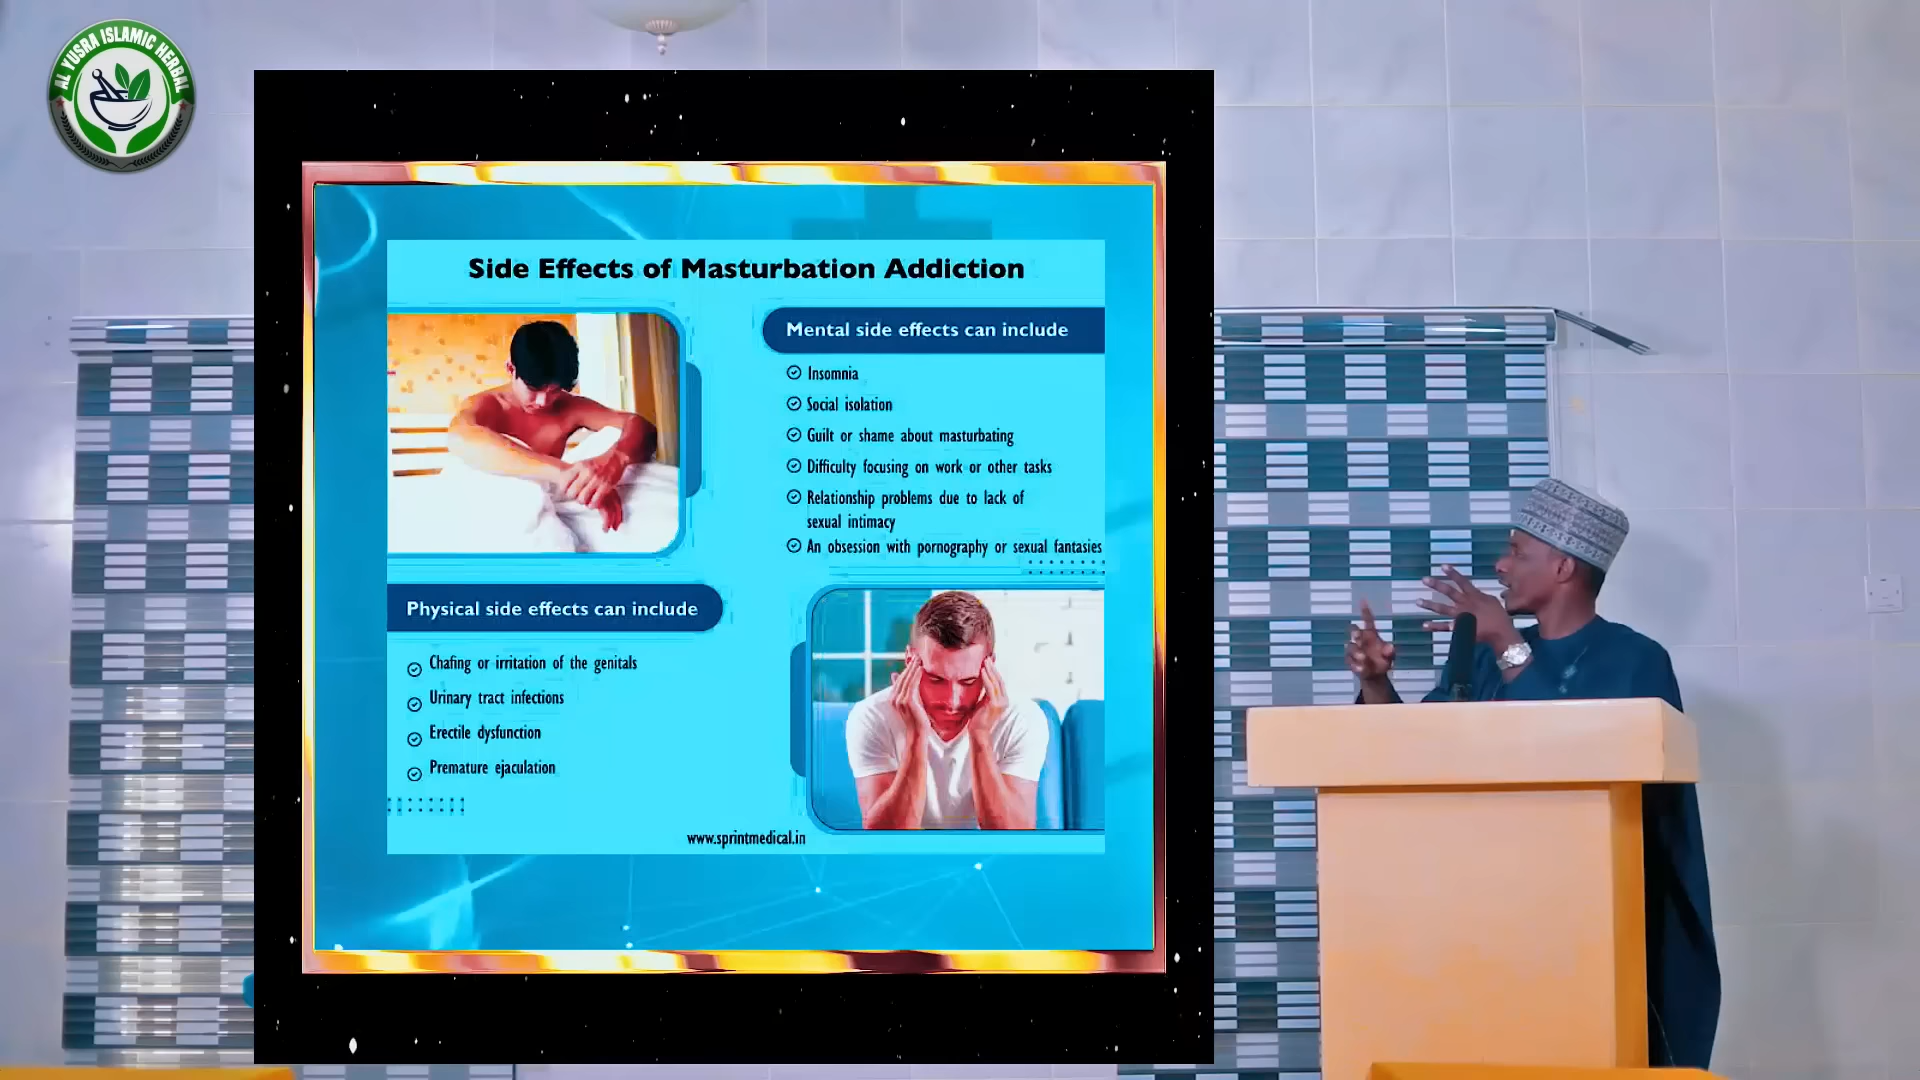 AL YUSRA ISLAMIC HERBAL
Side Effects of Masturbation Addiction
Mental side effects can include
Insomnia
Social isolation
Guilt or shame about masturbating
Difficulty focusing on work or other tasks
Relationship problems due to lack of
sexual intimacy
An obsession with pornography or sexual fantasies
Physical side effects can include
Chafing or irritation of the genitals
Urinary tract infections
Erectile dysfunction
Premature ejaculation
www.sprintmedical.in